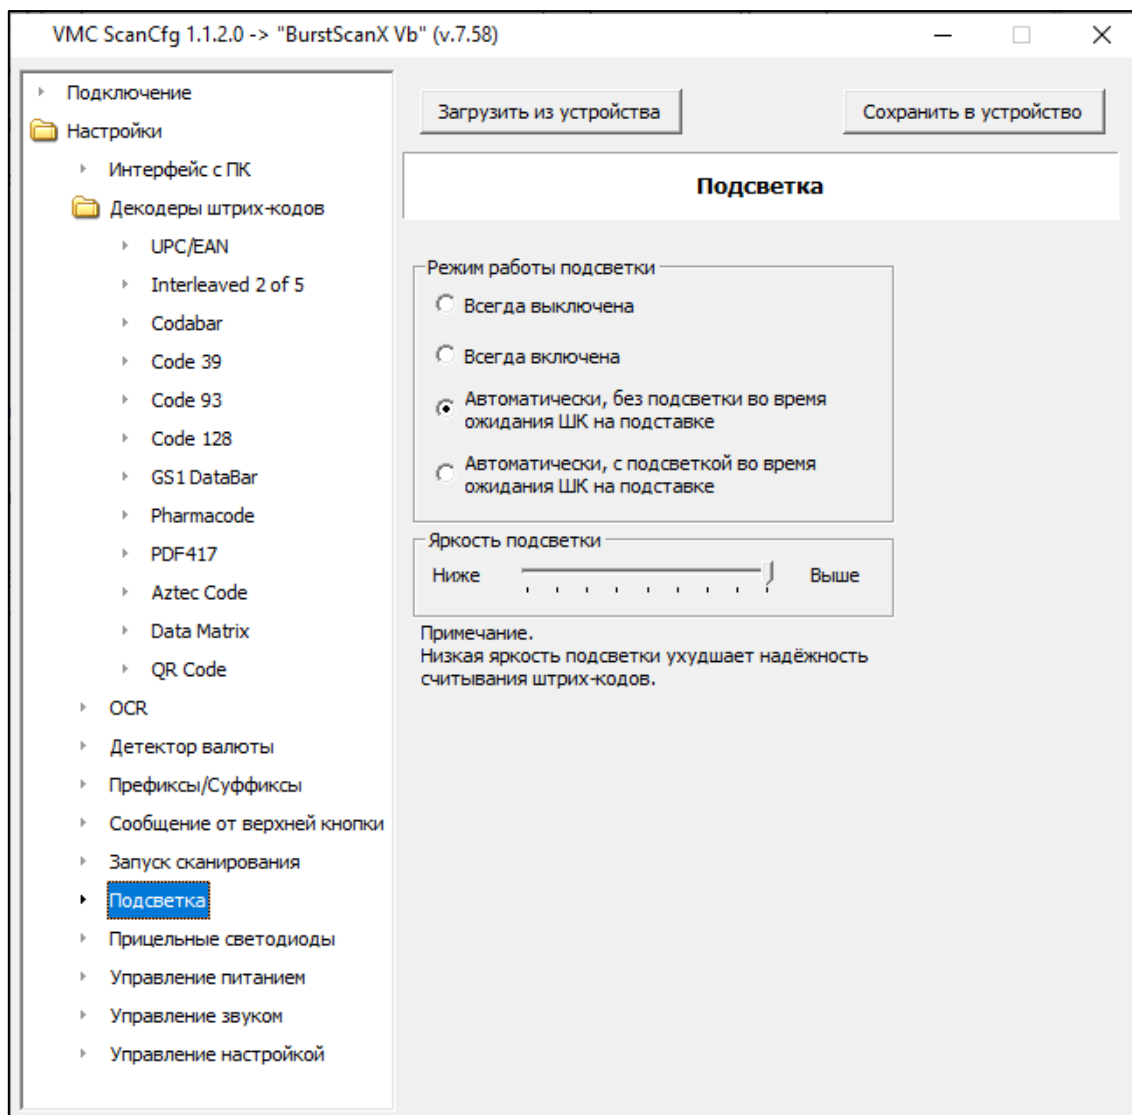 VMC ScanCfg 1.1.2.0 -> "BurstScanX Vb" (v.7.58)
Подключение
Настройки
Интерфейс с ПК
Декодеры штрих-кодов
UPC/EAN
Interleaved 2 of 5
Codabar
Code 39
Code 93
Code 128
GS1 DataBar
Pharmacode
PDF417
Aztec Code
Data Matrix
QR Code
OCR
Детектор валюты
Префиксы/Суффиксы
Сообщение от верхней кнопки
Запуск сканирования
Подсветка
Прицельные светодиоды
Управление питанием
Управление звуком
Управление настройкой
Загрузить из устройства
Сохранить в устройство
Подсветка
Режим работы подсветки
Всегда выключена
Всегда включена
Автоматически, без подсветки во время
ожидания ШК на подставке
Автоматически, с подсветкой во время
ожидания ШК на подставке
Яркость подсветки
Ниже
Выше
Примечание.
Низкая яркость подсветки ухудшает надёжность
считывания штрих-кодов.